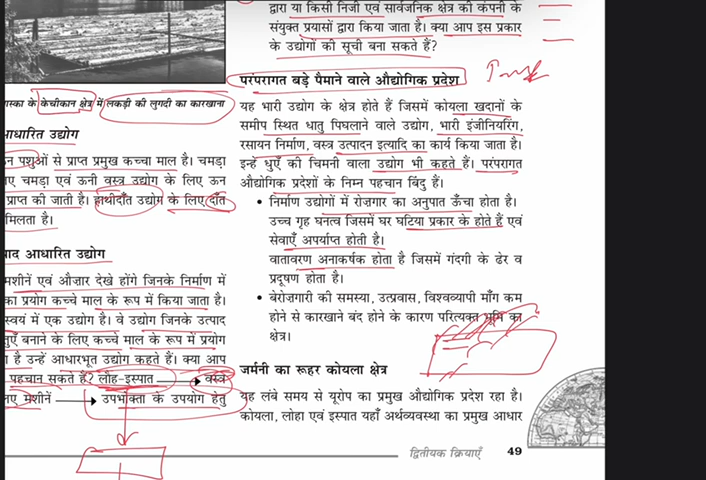 ास्का के केचीकान क्षेत्र में लकड़ी की लुगदी का कारखाना
आधारित उद्योग
न पशुओं से प्राप्त प्रमुख कच्चा माल है। चमड़ा
ए चमड़ा एवं ऊनी वस्त्र उद्योग के लिए ऊन
प्राप्त की जाती है। हाथीदाँत उद्योग के लिए दाँत
मिलता है।
ाद आधारित उद्योग
मशीनें एवं औज़ार देखे होंगे जिनके निर्माण में
का प्रयोग कच्चे माल के रूप में किया जाता है।
स्वयं में एक उद्योग है। वे उद्योग जिनके उत्पाद
तुएँ बनाने के लिए कच्चे माल के रूप में प्रयोग
ा है उन्हें आधारभूत उद्योग कहते हैं। क्या आप
पहचान सकते हैं? लौह-इस्पात वस्त्र
ाए मशीनें उपभोक्ता के उपयोग हेतु
द्वारा या किसी निजी एवं सार्वजनिक क्षेत्र की कंपनी के
संयुक्त प्रयासों द्वारा किया जाता है। क्या आप इस प्रकार
के उद्योगों की सूची बना सकते हैं?
परंपरागत बड़े पैमाने वाले औद्योगिक प्रदेश
यह भारी उद्योग के क्षेत्र होते हैं जिसमें कोयला खदानों के
समीप स्थित धातु पिघलाने वाले उद्योग, भारी इंजीनियरिंग,
रसायन निर्माण, वस्त्र उत्पादन इत्यादि का कार्य किया जाता है।
इन्हें धुएँ की चिमनी वाला उद्योग भी कहते हैं। परंपरागत
औद्योगिक प्रदेशों के निम्न पहचान बिंदु हैं।
• निर्माण उद्योगों में रोजगार का अनुपात ऊँचा होता है।
उच्च गृह घनत्व जिसमें घर घटिया प्रकार के होते हैं एवं
सेवाएँ अपर्याप्त होती है।
वातावरण अनाकर्षक होता है जिसमें गंदगी के ढेर व
प्रदूषण होता है।
• बेरोज़गारी की समस्या, उत्प्रवास, विश्वव्यापी माँग कम
होने से कारखाने बंद होने के कारण परित्यक्त भूमि का
क्षेत्र।
जर्मनी का रूहर कोयला क्षेत्र
यह लंबे समय से यूरोप का प्रमुख औद्योगिक प्रदेश रहा है।
कोयला, लोहा एवं इस्पात यहाँ अर्थव्यवस्था का प्रमुख आधार
द्वितीयक क्रियाएँ 49